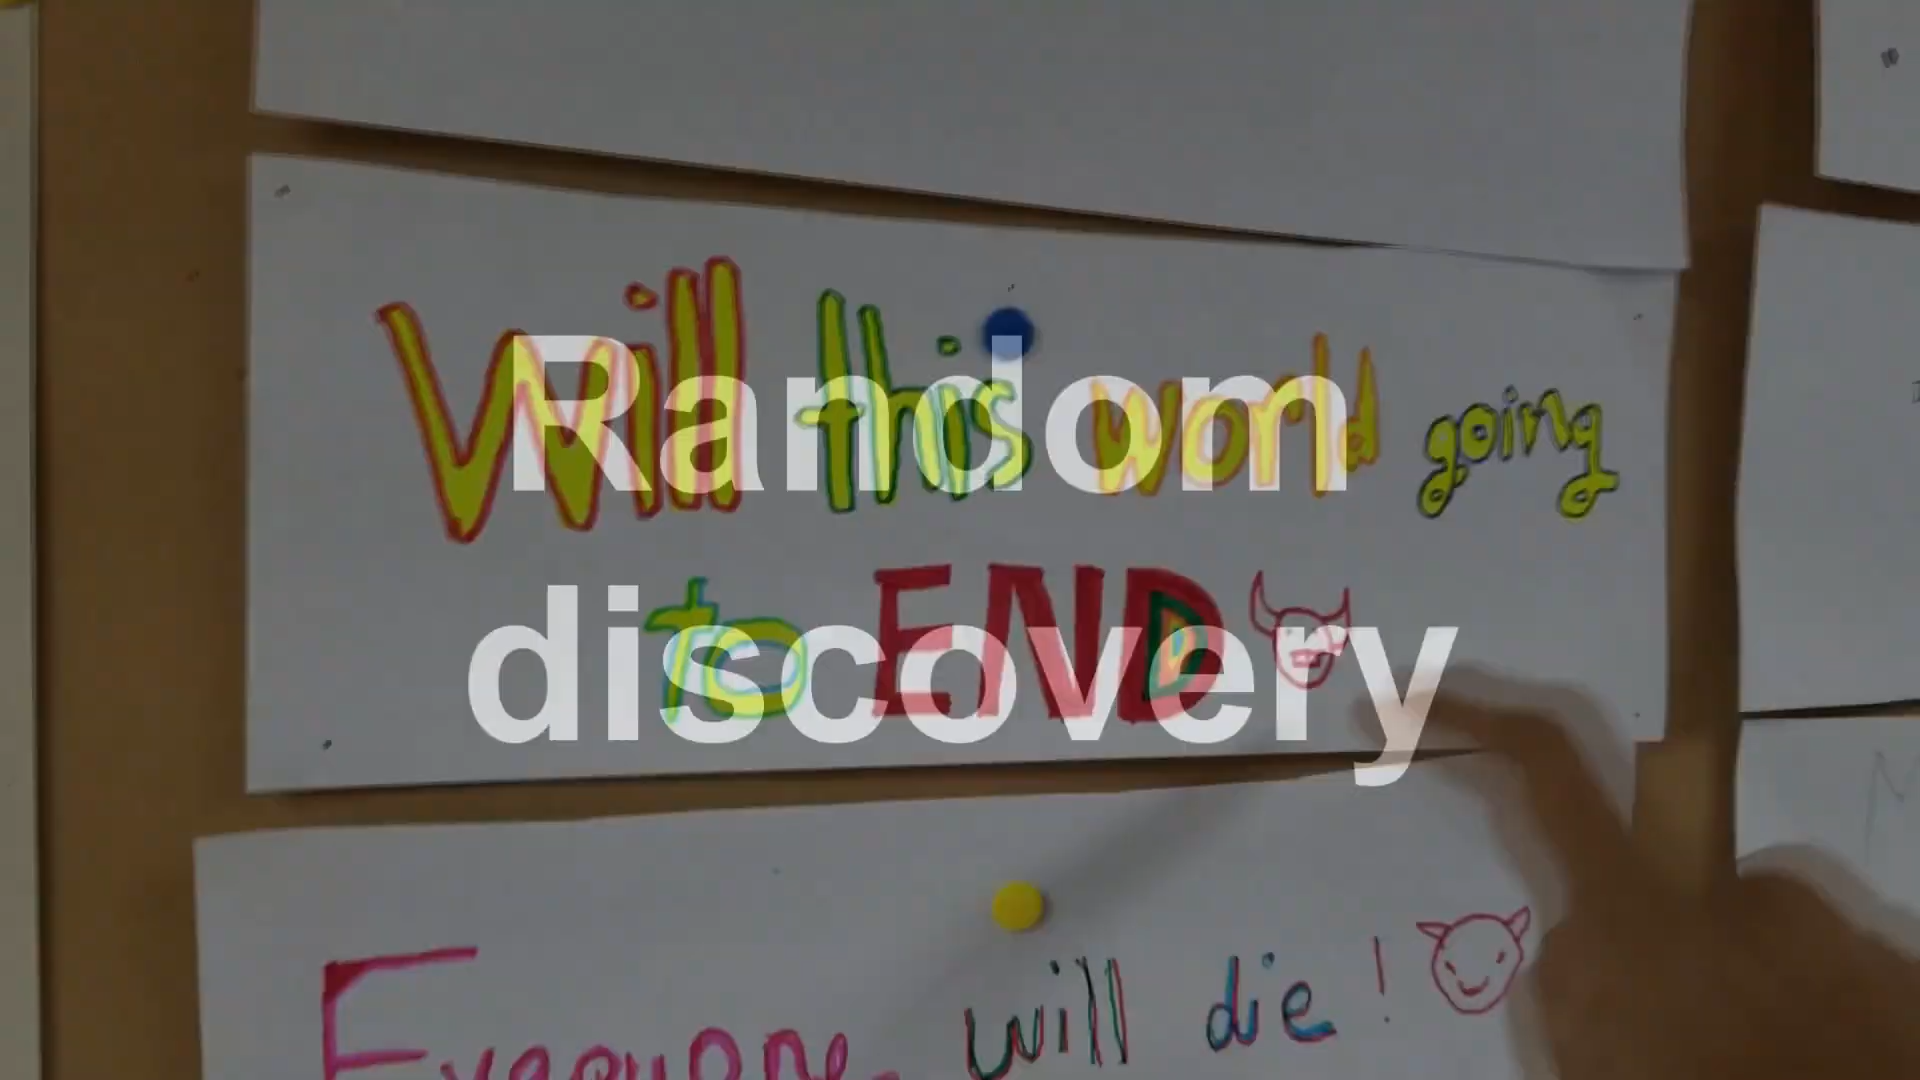 Will this world going
to END
Random
discovery
Everyone will die!